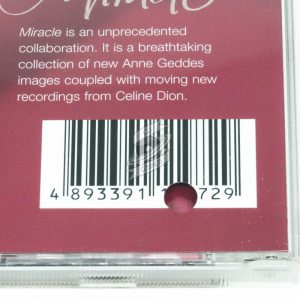 Miracle is an unprecedented
collaboration. It is a breathtaking
collection of new Anne Geddes
images coupled with moving new
recordings from Celine Dion.
4 893391 1 729